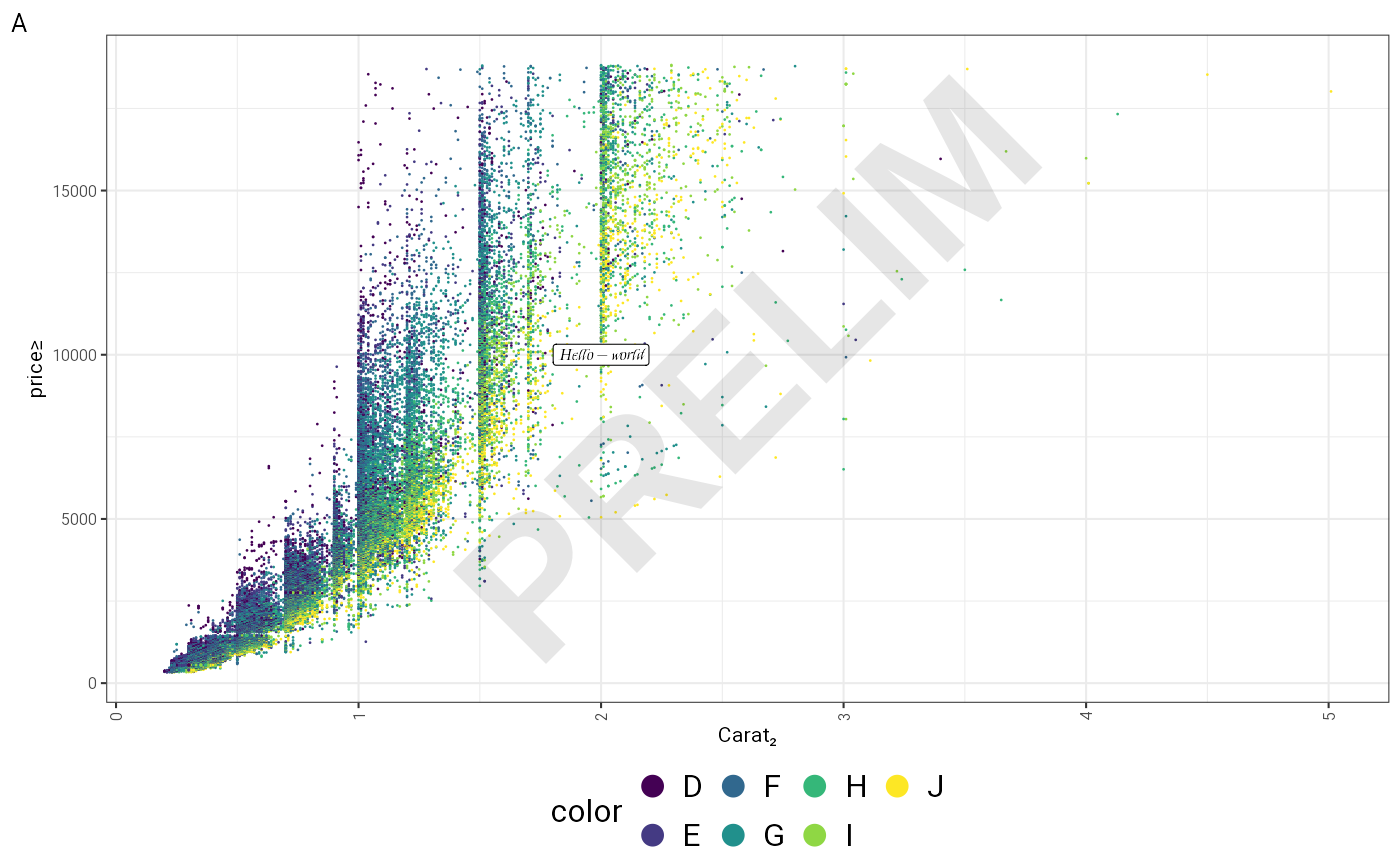 A
price≥
15000
10000
5000
0
PRELIM
Hello – world
0 1 2 3 4 5
Carat₂
color
D F H J
E G I